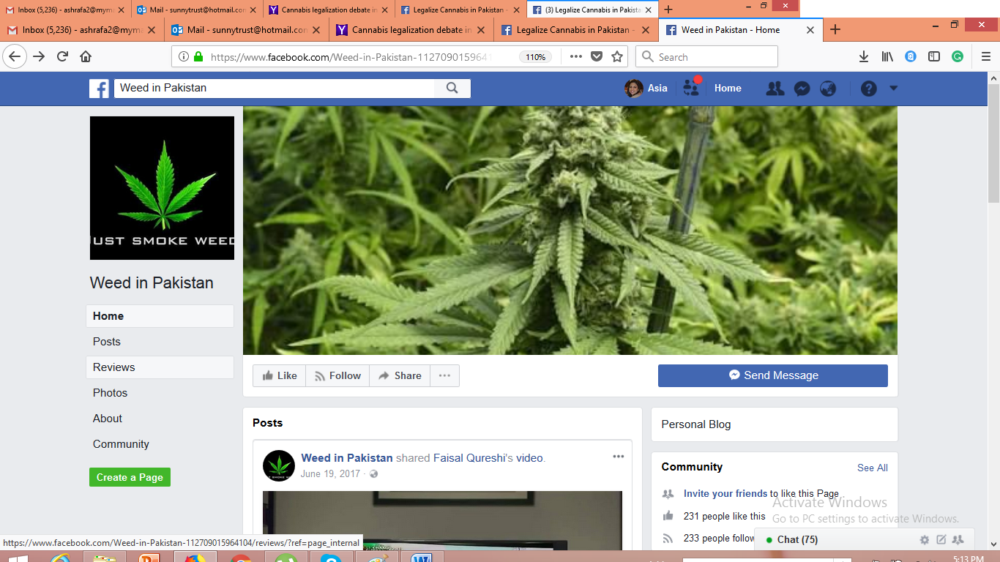 Inbox (5,236) - ashrafa2@mym
Mail - sunnytrust@hotmail.con
Cannabis legalization debate in
Legalize Cannabis in Pakistan -
(3) Legalize Cannabis in Pakista
Inbox (5,236) - ashrafa2@myma
Mail - sunnytrust@hotmail.con
Cannabis legalization debate in
Legalize Cannabis in Pakistan -
Weed in Pakistan - Home
https://www.facebook.com/Weed-in-Pakistan-1127090159641
110%
Search
Weed in Pakistan
Asia
Home
JUST SMOKE WEED
Weed in Pakistan
Home
Posts
Reviews
Photos
About
Community
Create a Page
Like
Follow
Share
Send Message
Posts
Weed in Pakistan shared Faisal Qureshi's video.
June 19, 2017
Personal Blog
Community
See All
Invite your friends to like this Page
231 people like this
233 people follow
Activate Windows
Go to PC settings to activate Windows.
Chat (75)
https://www.facebook.com/Weed-in-Pakistan-112709015964104/reviews/?ref=page_internal
5:13 PM